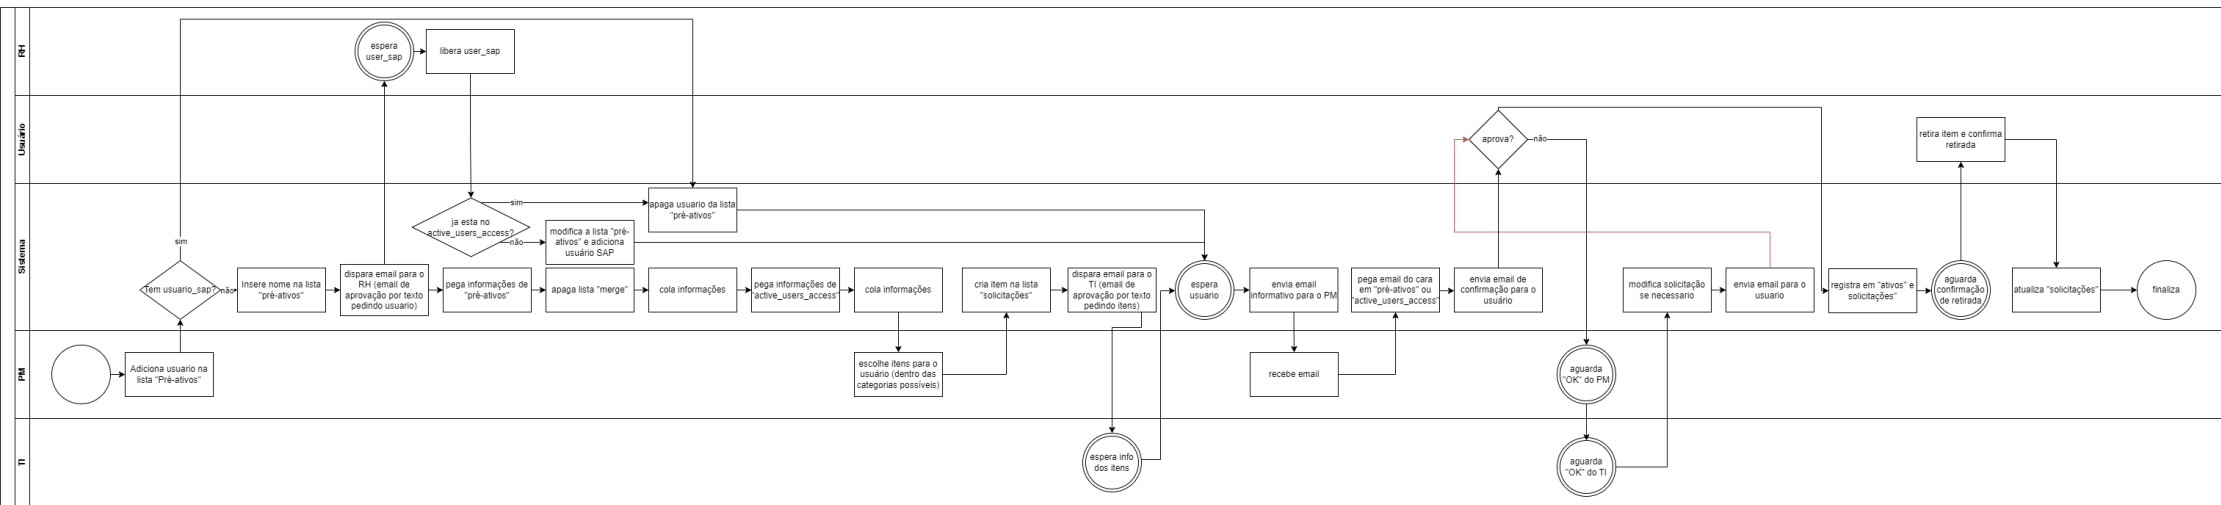 RH
espera
user_sap
libera user_sap
Usuário
aprova?
não
retira item e confirma
retirada
Sistema
sim
Tem usuario_sap?
não
Insere nome na lista
"pré-ativos"
dispara email para o
RH (email de
aprovação por texto
pedindo usuario)
ja esta no
active_users_access?
sim
não
apaga usuario da lista
"pré-ativos"
modifica a lista "pré-
ativos" e adiciona
usuário SAP
pega informações de
"pré-ativos"
apaga lista "merge"
cola informações
pega informações de
"active_users_access"
cola informações
cria item na lista
"solicitações"
dispara email para o
TI (email de
aprovação por texto
pedindo itens)
espera
usuario
envia email
informativo para o PM
pega email do cara
em "pré-ativos" ou
"active_users_access"
envia email de
confirmação para o
usuário
modifica solicitação
se necessario
envia email para o
usuario
registra em "ativos" e
solicitações"
aguarda
confirmação
de retirada
atualiza "solicitações"
finaliza
PM
Adiciona usuario na
lista "Pré-ativos"
escolhe itens para o
usuário (dentro das
categorias possíveis)
recebe email
aguarda
"OK" do PM
TI
espera info
dos itens
aguarda
"OK" do TI